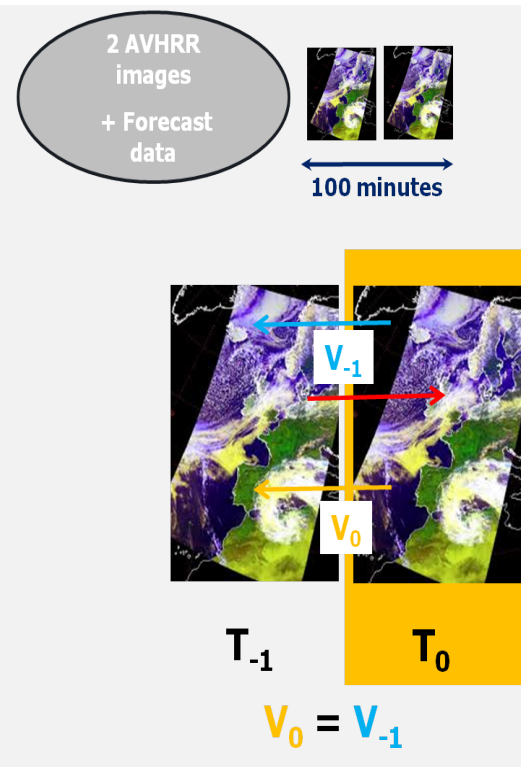 2 AVHRR
images
+ Forecast
data
100 minutes
V-1
V0
T-1
T0
V0 = V-1